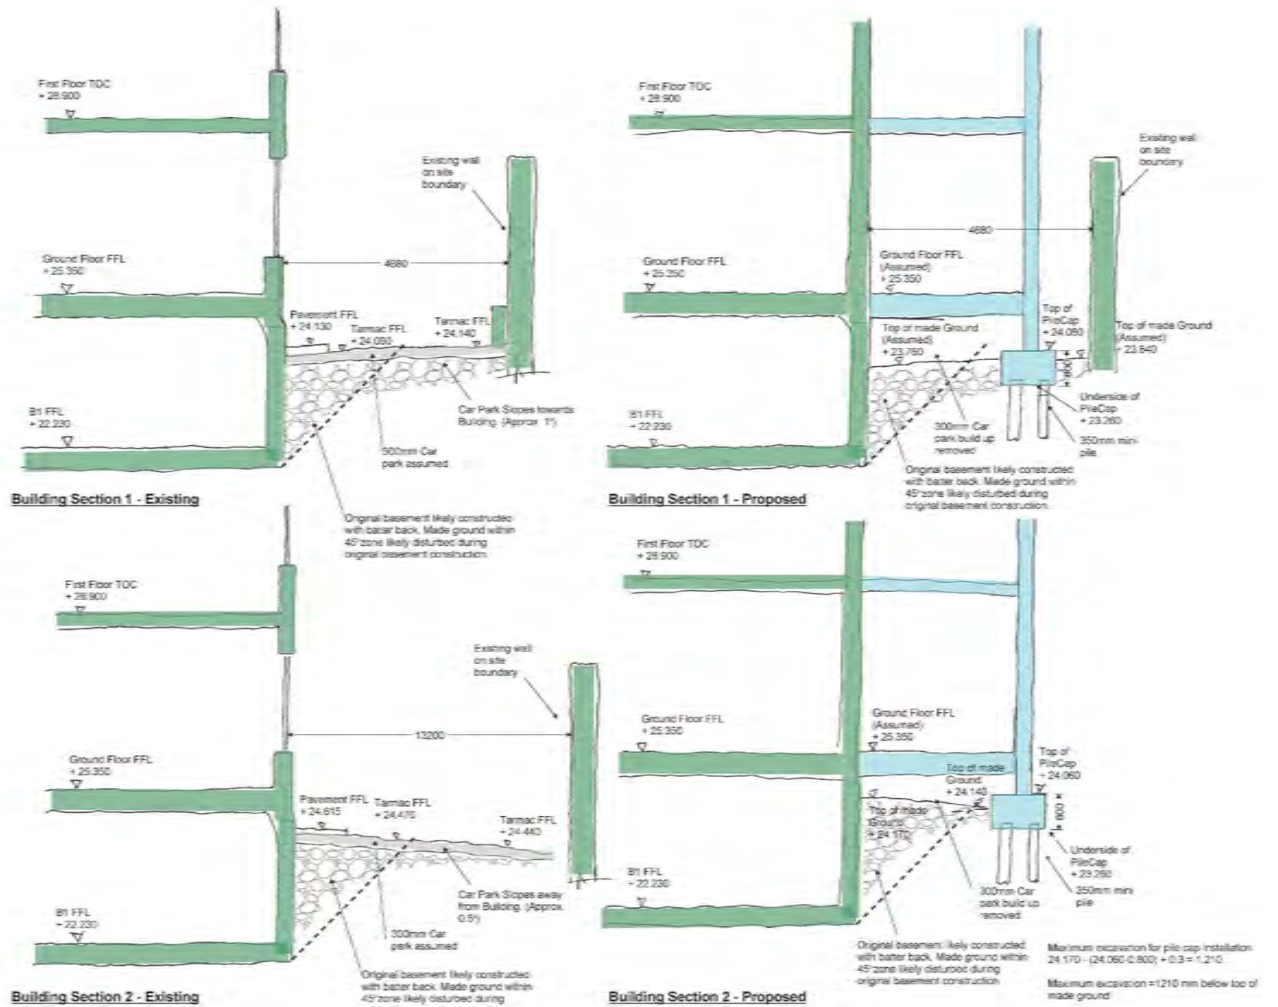 First Floor TOC
+ 28.900
Existing wall
on site
boundary
4680
Ground Floor FFL
+ 25.350
Pavement FFL
+ 24.130
Tarmac FFL
+ 24.090
Tarmac FFL
+ 24.140
B1 FFL
+ 22.230
Car Park Slopes towards
Building. (Approx 1°)
300mm Car
park assumed
Building Section 1 - Existing
Original basement likely constructed
with batter back. Made ground within
45° zone likely disturbed during
original basement construction
First Floor TOC
+ 28.900
Existing wall
on site
boundary
4680
Ground Floor FFL
+ 25.350
Ground Floor FFL
(Assumed)
+ 25.350
Top of made Ground
(Assumed)
Top of
PileCap
+ 24.060
800
Top of made Ground
(Assumed)
+ 23.840
B1 FFL
+ 22.230
Underside of
PileCap
+ 23.260
300mm Car
park build up
removed
350mm mini
pile
Original basement likely constructed
with batter back. Made ground within
45° zone likely disturbed during
original basement construction.
Building Section 1 - Proposed
First Floor TOC
+ 28.900
Existing wall
on site
boundary
13200
Ground Floor FFL
+ 25.350
Pavement FFL
+ 24.615
Tarmac FFL
+ 24.470
Tarmac FFL
+ 24.440
B1 FFL
+ 22.230
Car Park Slopes away
from Building. (Approx.
0.5°)
300mm Car
park assumed
Original basement likely constructed
with batter back. Made ground within
45° zone likely disturbed during
Building Section 2 - Existing
First Floor TOC
+ 28.900
Ground Floor FFL
+ 25.350
Ground Floor FFL
(Assumed)
+ 25.350
Top of made
Ground
+ 24.140
Top of
PileCap
+ 24.060
800
Top of made
Ground
+ 24.170
B1 FFL
+ 22.230
Underside of
PileCap
+ 23.260
300mm Car
park build up
removed
350mm mini
pile
Original basement likely constructed
with batter back. Made ground within
45° zone likely disturbed during
original basement construction
Maximum excavation for pile cap installation
24.170 - (24.060-0.800) + 0.3 = 1.210
Maximum excavation =1210 mm below top of
made ground
Building Section 2 - Proposed